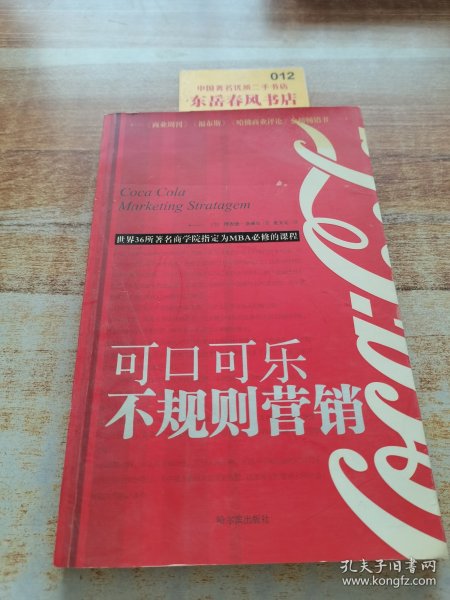 012
中国著名优质二手书店
东岳春风书店
《商业周刊》《福布斯》《哈佛商业评论》
Coca Cola
Marketing Stratagem
世界36所著名商学院指定为MBA必修的课程
可口可乐
不规则营销
哈尔滨出版社
孔夫子旧书网
www.kongfz.com